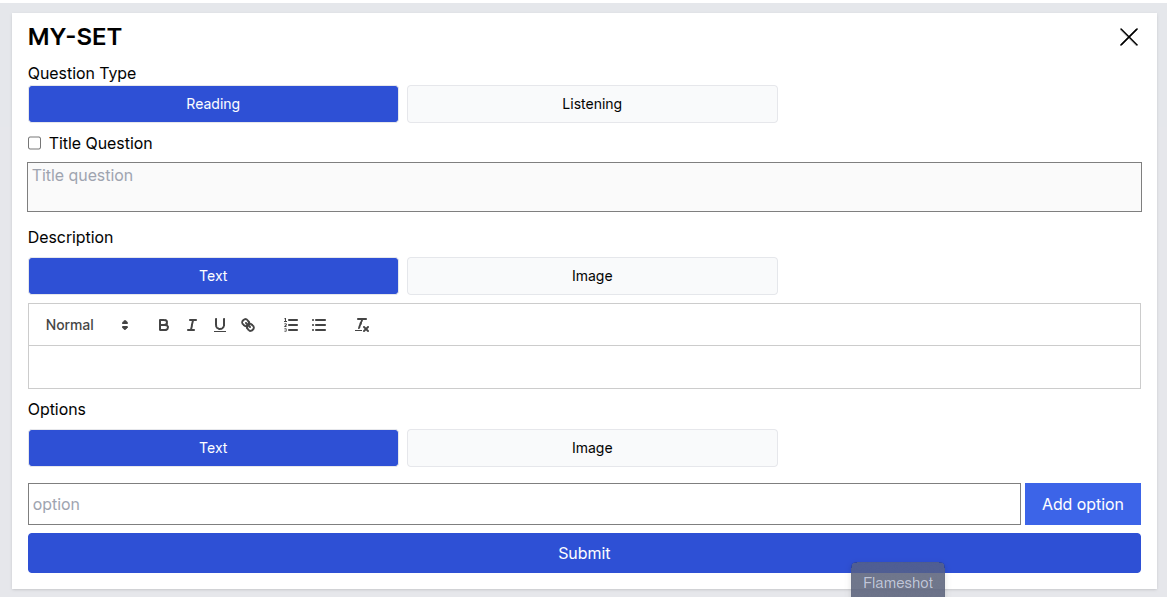 MY-SET
Question Type
Reading Listening
Title Question
Title question
Description
Text Image
Normal B I U
Options
Text Image
option Add option
Submit
Flameshot